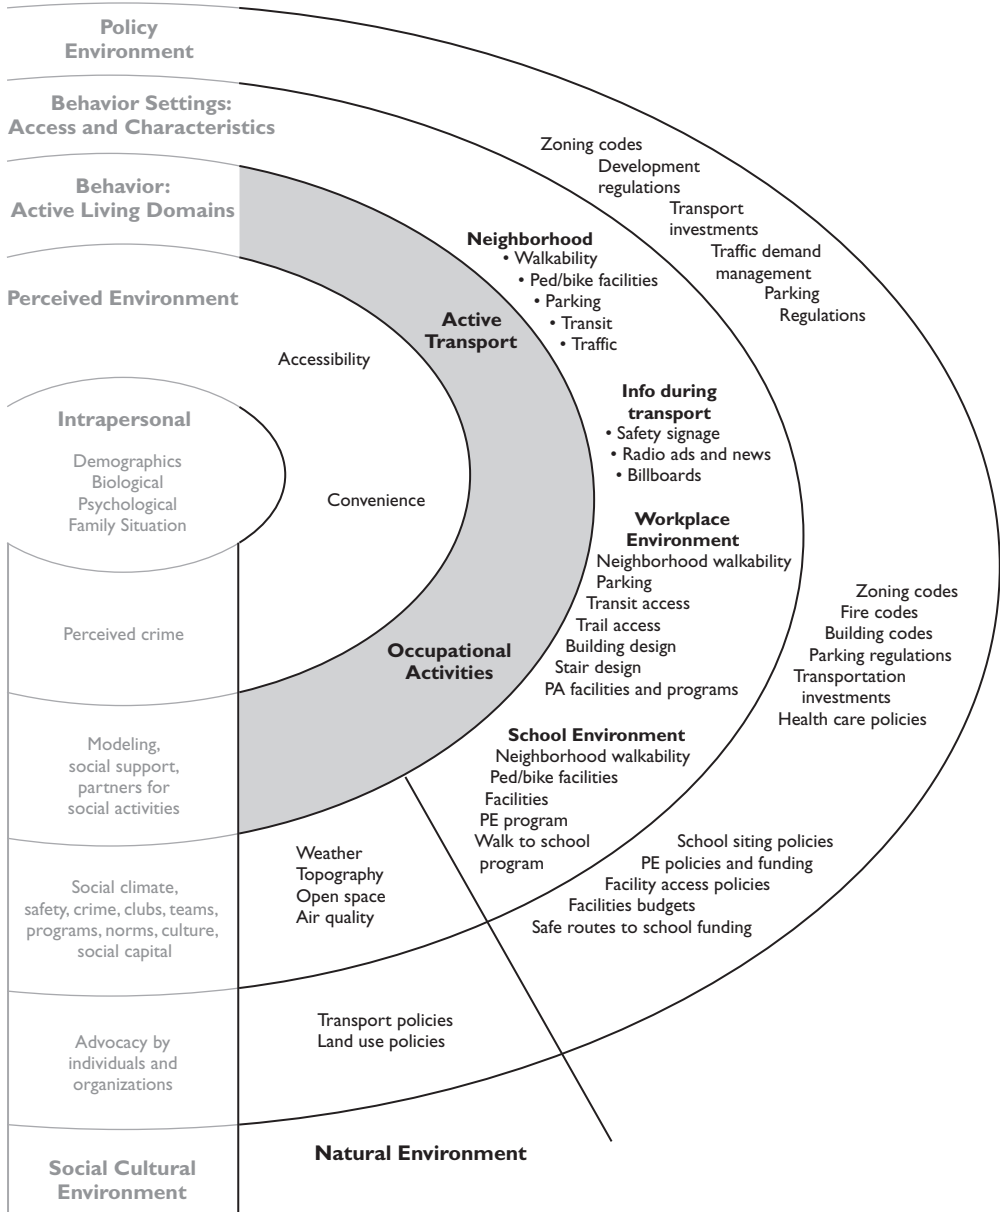 Policy
Environment
Behavior Settings:
Access and Characteristics
Behavior:
Active Living Domains
Perceived Environment
Intrapersonal
Demographics
Biological
Psychological
Family Situation
Perceived crime
Modeling,
social support,
partners for
social activities
Social climate,
safety, crime, clubs, teams,
programs, norms, culture,
social capital
Advocacy by
individuals and
organizations
Social Cultural
Environment
Accessibility
Convenience
Active
Transport
Occupational
Activities
Neighborhood
• Walkability
• Ped/bike facilities
• Parking
• Transit
• Traffic
Info during
transport
• Safety signage
• Radio ads and news
• Billboards
Workplace
Environment
Neighborhood walkability
Parking
Transit access
Trail access
Building design
Stair design
PA facilities and programs
School Environment
Neighborhood walkability
Ped/bike facilities
Facilities
PE program
Walk to school
program
Zoning codes
Development
regulations
Transport
investments
Traffic demand
management
Parking
Regulations
Zoning codes
Fire codes
Building codes
Parking regulations
Transportation
investments
Health care policies
School siting policies
PE policies and funding
Facility access policies
Facilities budgets
Safe routes to school funding
Weather
Topography
Open space
Air quality
Transport policies
Land use policies
Natural Environment